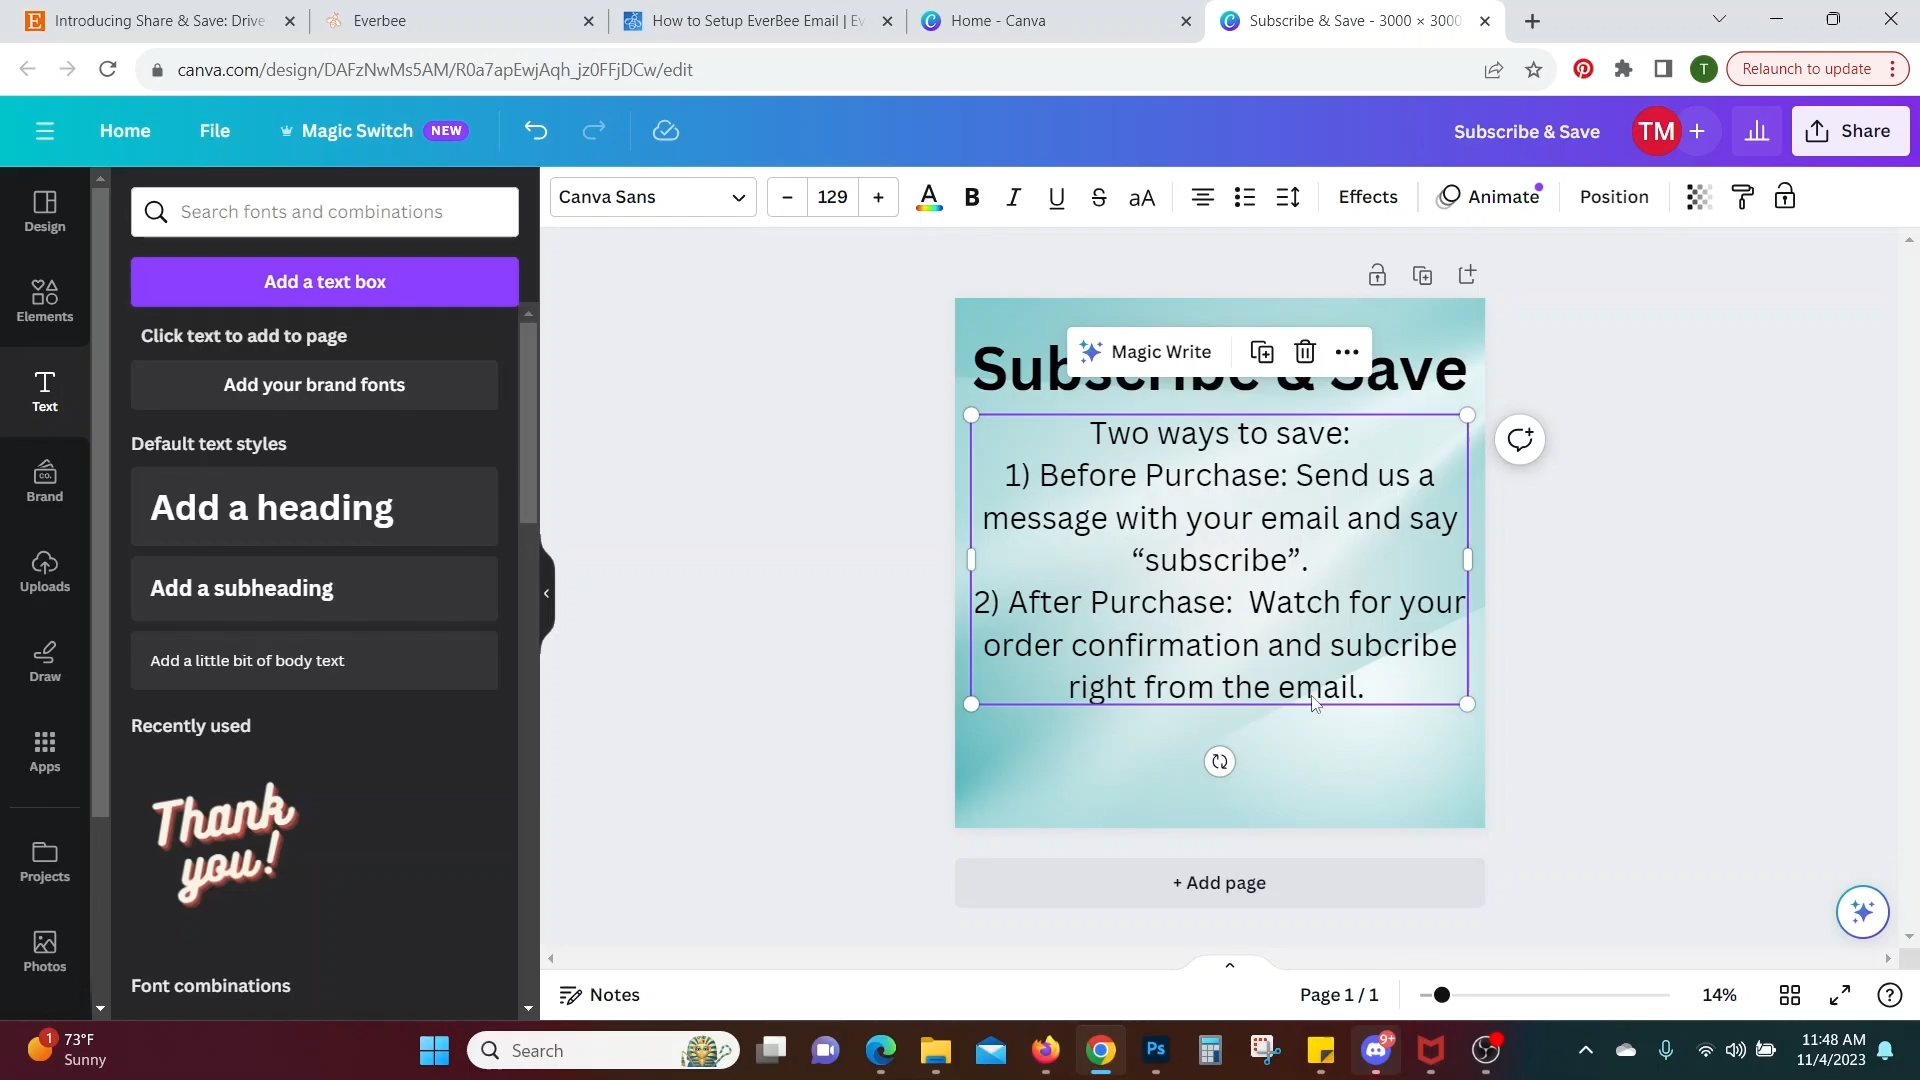 Introducing Share & Save: Drive
Everbee
How to Setup EverBee Email | Ev
Home - Canva
Subscribe & Save - 3000 × 3000
canva.com/design/DAFzNwMs5AM/R0a7apEwjAqh_jz0FFjDCw/edit
T
Relaunch to update
Home
File
Magic Switch
NEW
Subscribe & Save
TM
Share
Design
Elements
Text
Brand
CO.
Uploads
Draw
Apps
Projects
Photos
Search fonts and combinations
Add a text box
Click text to add to page
Add your brand fonts
Default text styles
Add a heading
Add a subheading
Add a little bit of body text
Recently used
Thank
you!
Font combinations
Canva Sans
129
A
B
I
U
S
aA
Effects
Animate
Position
Magic Write
Two ways to save:
1) Before Purchase: Send us a
message with your email and say
“subscribe”.
2) After Purchase:  Watch for your
order confirmation and subcribe
right from the email.
+ Add page
Notes
Page 1 / 1
14%
1
73°F
Sunny
Search
Ps
9+
11:48 AM
11/4/2023